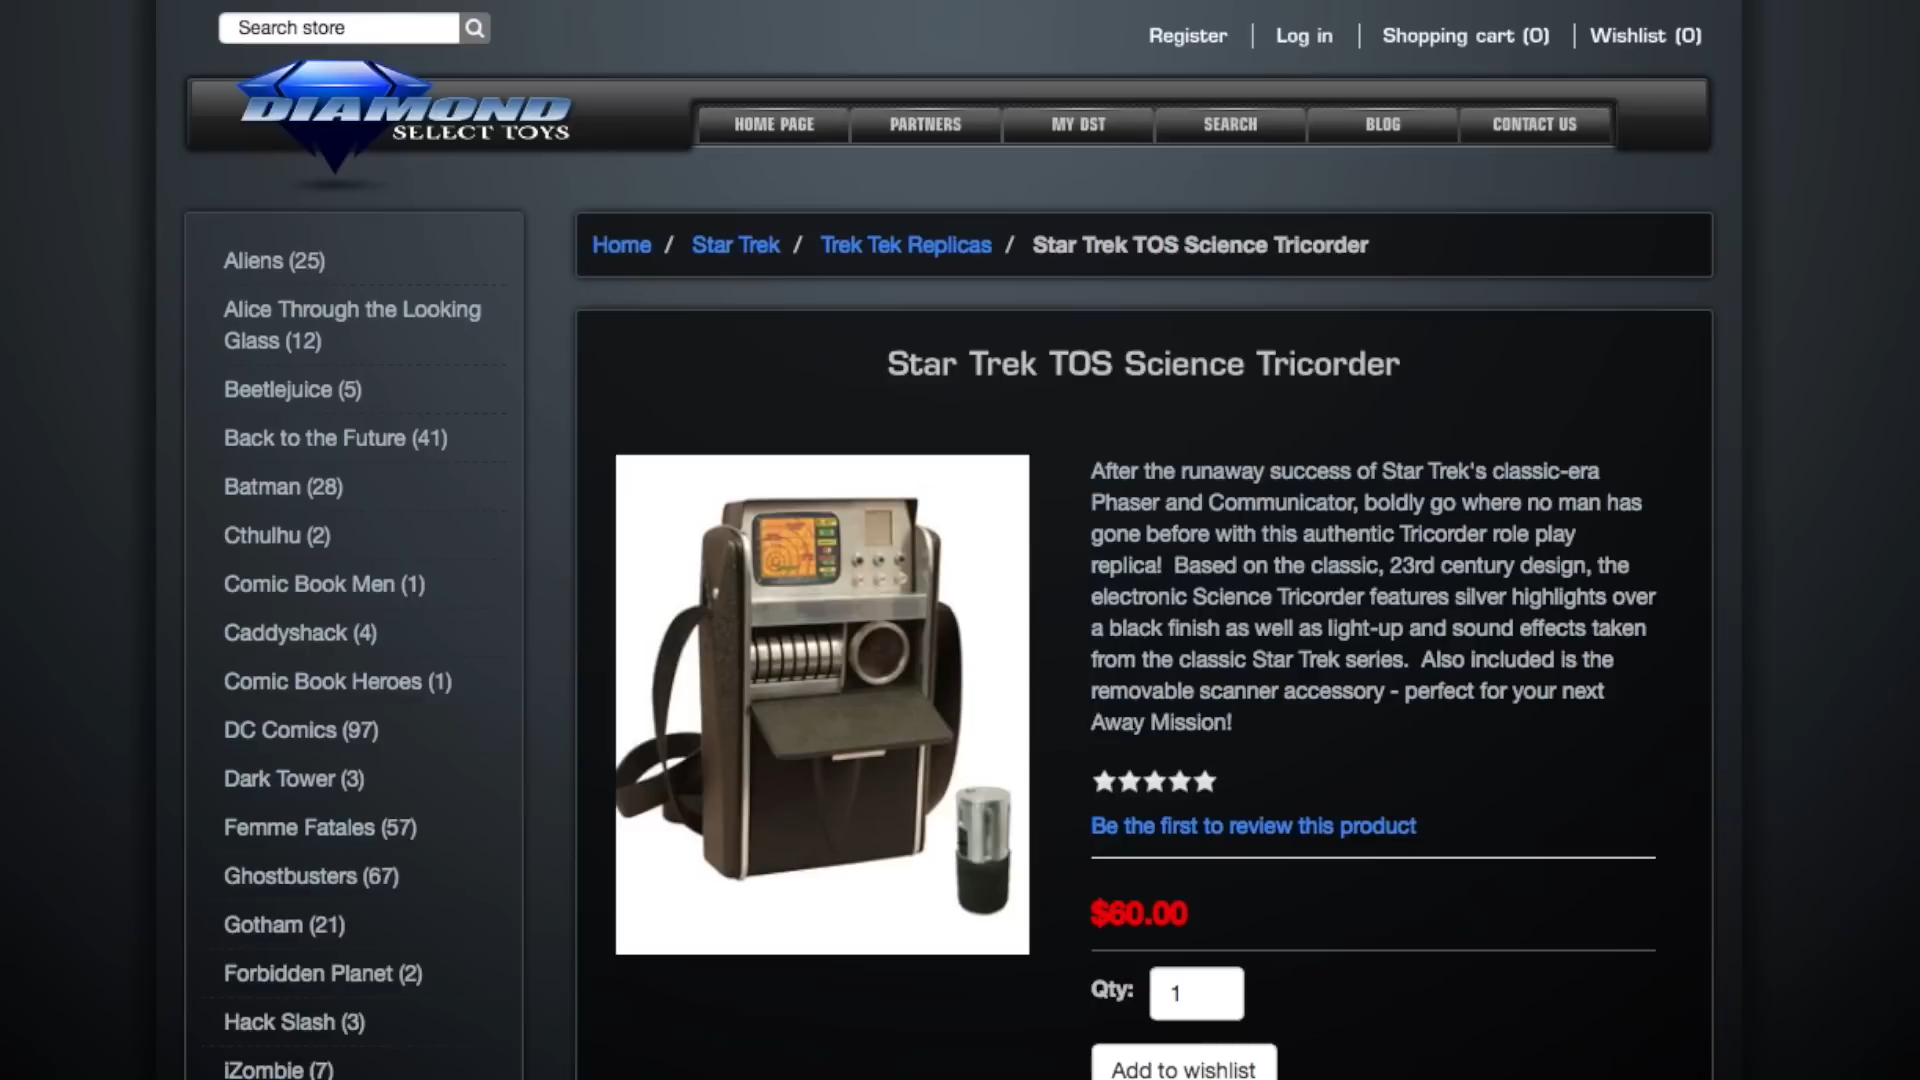 Search store
Register
Log in
Shopping cart (0)
Wishlist (0)
DIAMOND
SELECT TOYS
HOME PAGE
PARTNERS
MY DST
SEARCH
BLOG
CONTACT US
Aliens (25)
Alice Through the Looking
Glass (12)
Beetlejuice (5)
Back to the Future (41)
Batman (28)
Cthulhu (2)
Comic Book Men (1)
Caddyshack (4)
Comic Book Heroes (1)
DC Comics (97)
Dark Tower (3)
Femme Fatales (57)
Ghostbusters (67)
Gotham (21)
Forbidden Planet (2)
Hack Slash (3)
iZombie (7)
Home / Star Trek / Trek Tek Replicas / Star Trek TOS Science Tricorder
Star Trek TOS Science Tricorder
After the runaway success of Star Trek's classic-era
Phaser and Communicator, boldly go where no man has
gone before with this authentic Tricorder role play
replica! Based on the classic, 23rd century design, the
electronic Science Tricorder features silver highlights over
a black finish as well as light-up and sound effects taken
from the classic Star Trek series. Also included is the
removable scanner accessory - perfect for your next
Away Mission!
Be the first to review this product
$60.00
Qty: 1
Add to wishlist